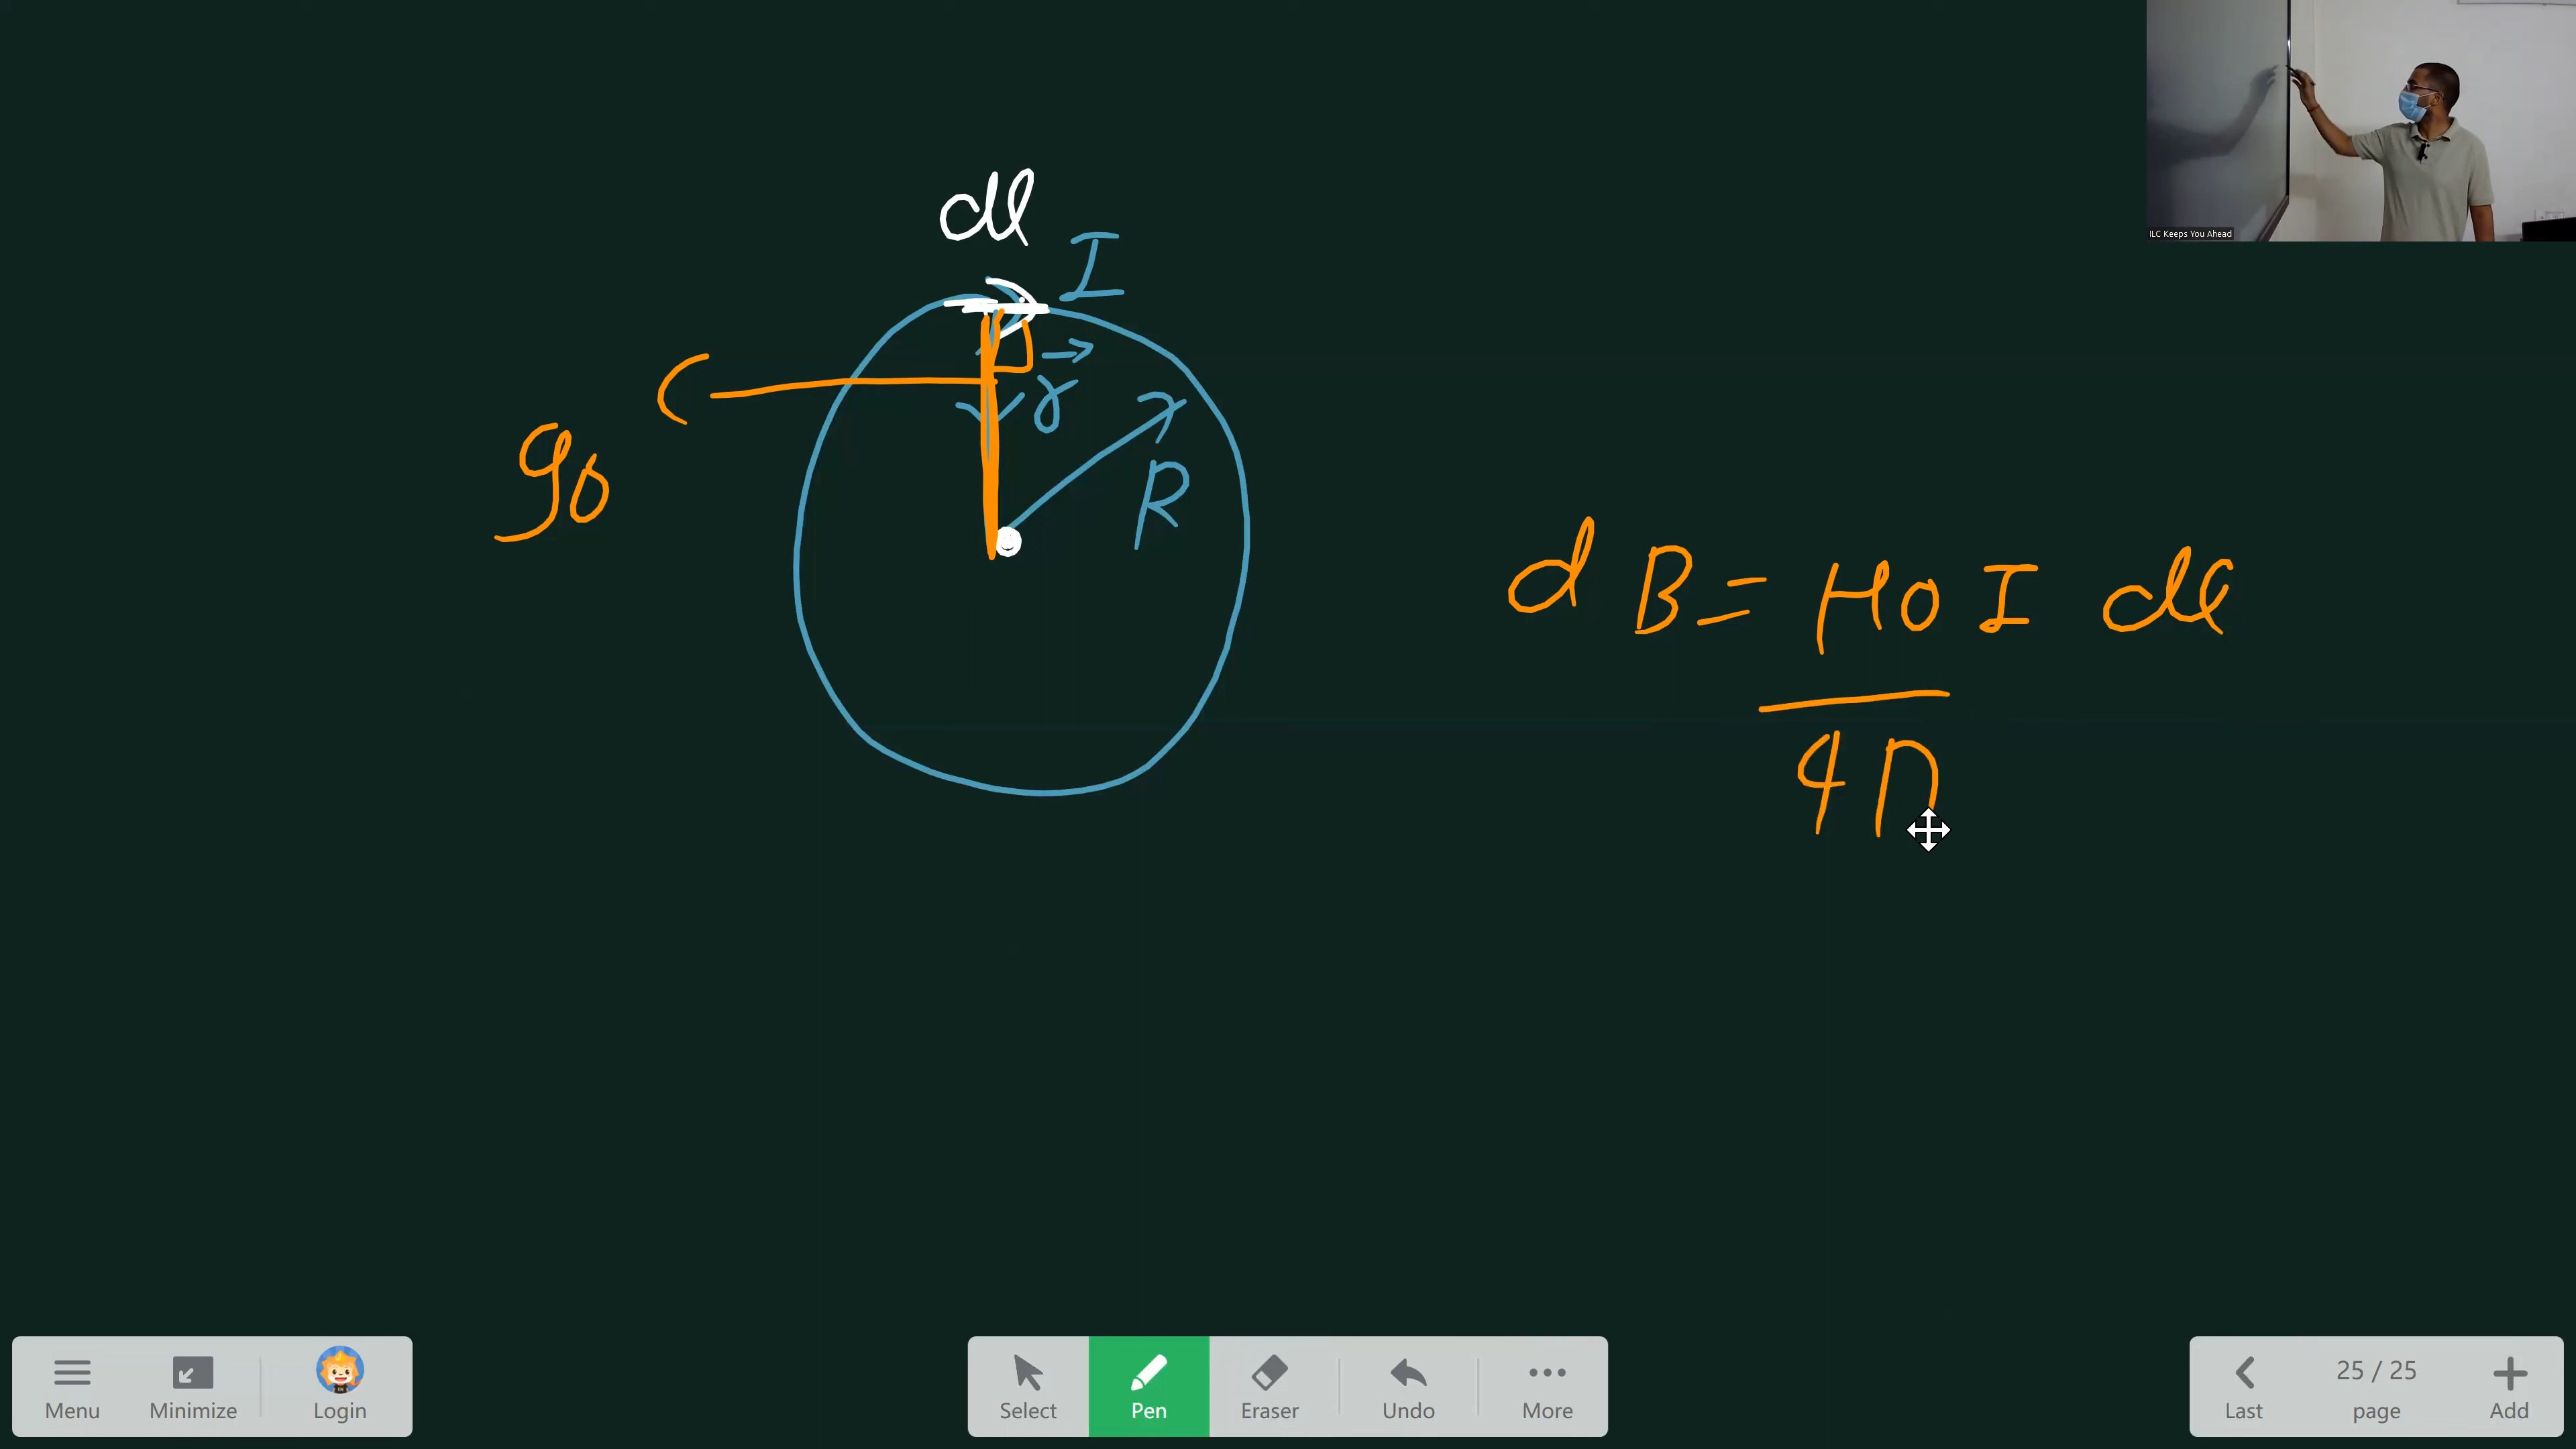 ILC Keeps You Ahead
dl
I
r
R
90
dB = μ0 I dl
4π
Menu Minimize Login
Select Pen Eraser Undo More
25 / 25
Last page Add